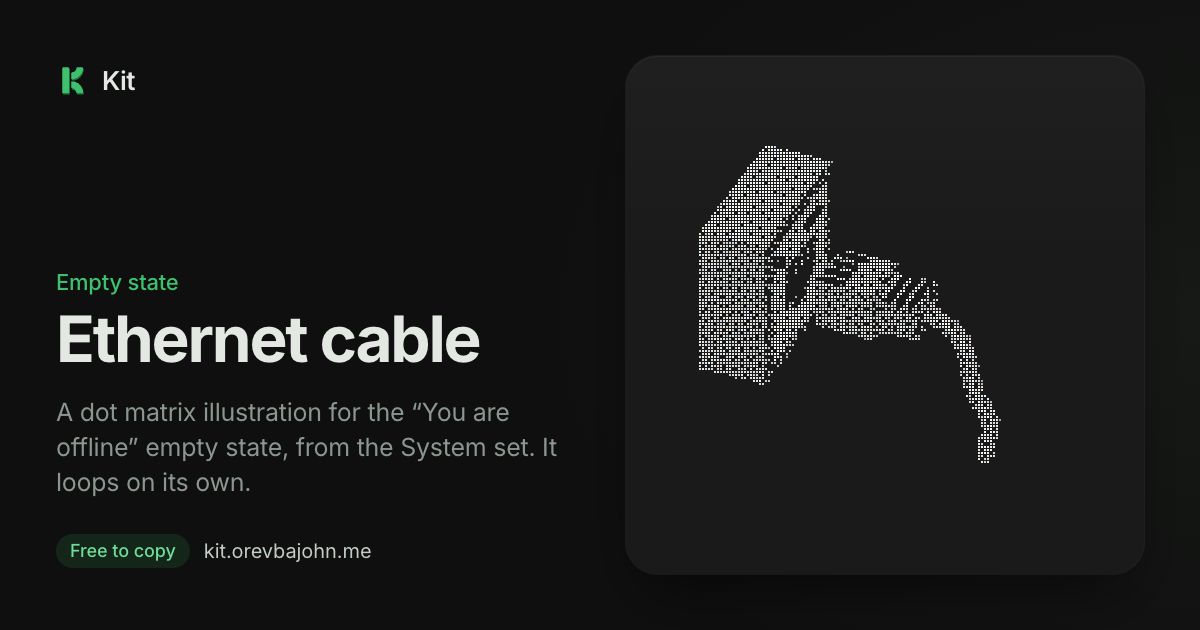 Kit
Empty state
Ethernet cable
A dot matrix illustration for the “You are
offline” empty state, from the System set. It
loops on its own.
Free to copy
kit.orevbajohn.me